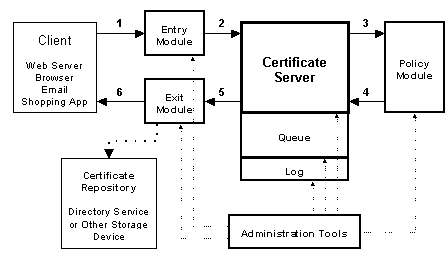 1
2
3
Client
Web Server
Browser
Email
Shopping App
Entry
Module
Certificate
Server
Policy
Module
6
5
4
Exit
Module
Queue
Log
Certificate
Repository
Directory Service
or Other Storage
Device
Administration Tools